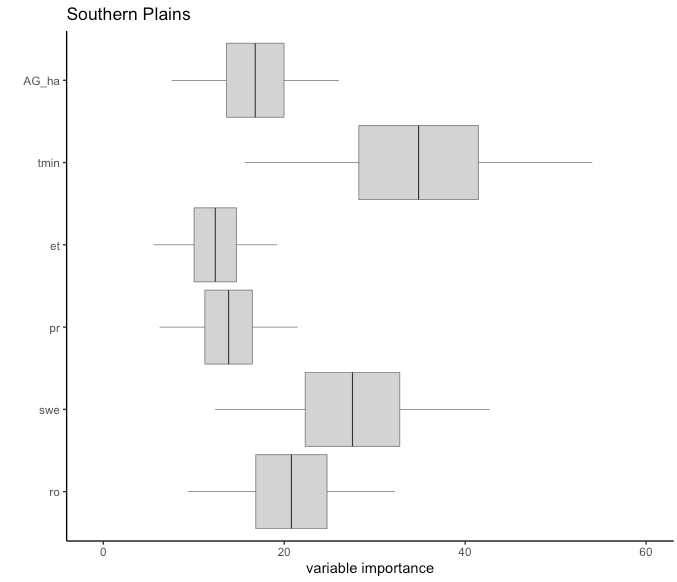 Southern Plains
AG_ha
tmin
et
pr
swe
ro
0 20 40 60
variable importance